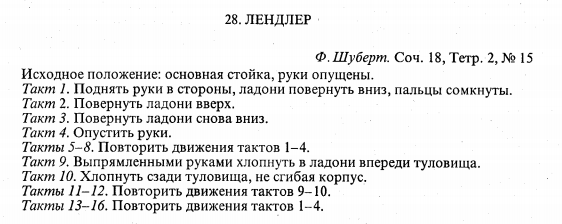 28. ЛЕНДЛЕР
Ф. Шуберт. Соч. 18, Тетр. 2, № 15
Исходное положение: основная стойка, руки опущены.
Такт 1. Поднять руки в стороны, ладони повернуть вниз, пальцы сомкнуты.
Такт 2. Повернуть ладони вверх.
Такт 3. Повернуть ладони снова вниз.
Такт 4. Опустить руки.
Такты 5–8. Повторить движения тактов 1–4.
Такт 9. Выпрямленными руками хлопнуть в ладони впереди туловища.
Такт 10. Хлопнуть сзади туловища, не сгибая корпус.
Такты 11–12. Повторить движения тактов 9–10.
Такты 13–16. Повторить движения тактов 1–4.